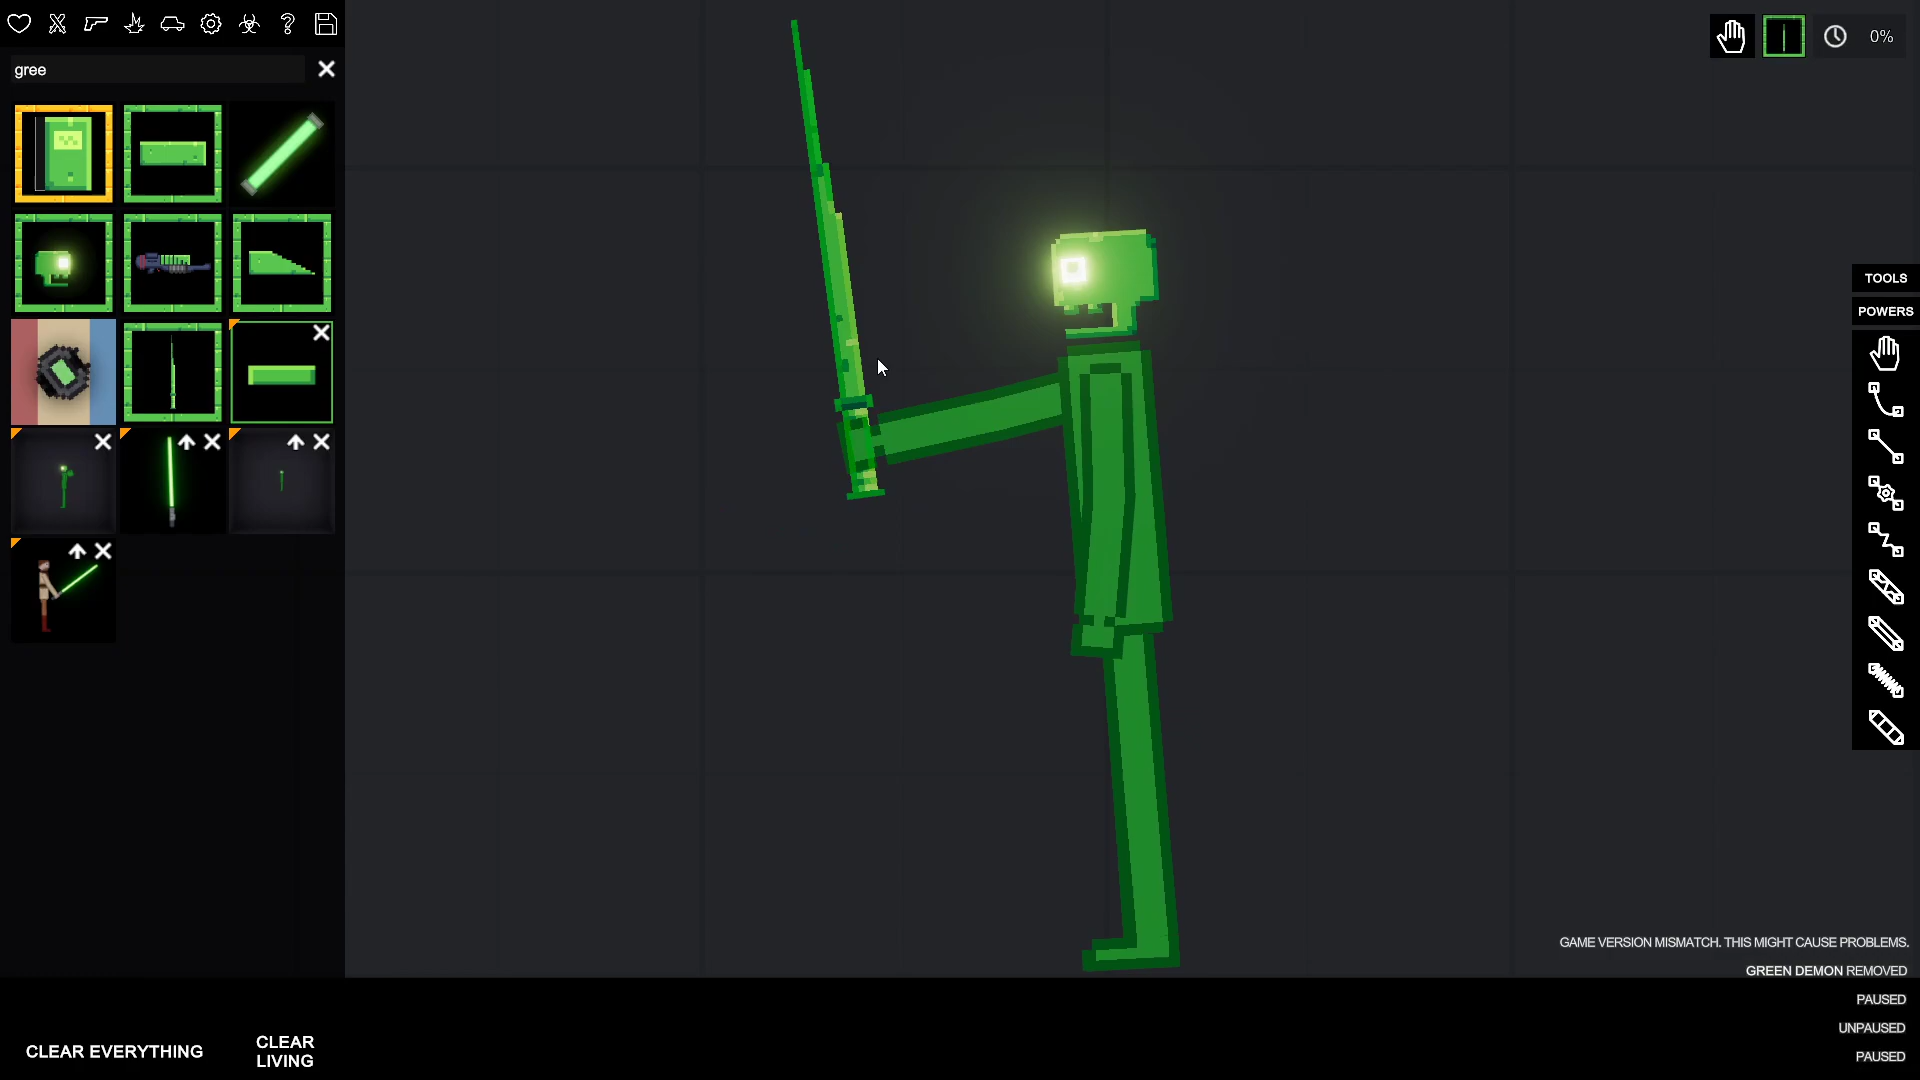 gree
0%
TOOLS
POWERS
GAME VERSION MISMATCH. THIS MIGHT CAUSE PROBLEMS.
GREEN DEMON REMOVED
PAUSED
UNPAUSED
PAUSED
CLEAR EVERYTHING
CLEAR
LIVING